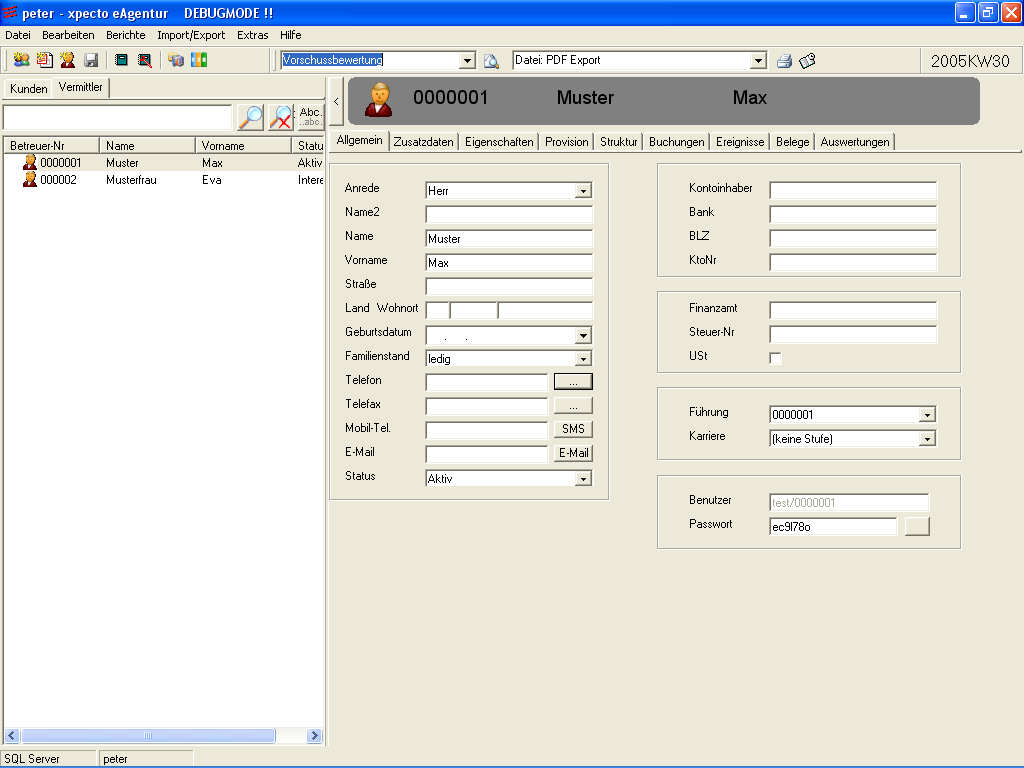 peter - xpecto eAgentur DEBUGMODE !!
Datei Bearbeiten Berichte Import/Export Extras Hilfe
Vorschussbewertung Datei: PDF Export 2005KW30
Kunden Vermittler
Abc.
..abc.
0000001 Muster Max
Betreuer-Nr Name Vorname Statu
0000001 Muster Max Aktiv
000002 Musterfrau Eva Intere
Allgemein Zusatzdaten Eigenschaften Provision Struktur Buchungen Ereignisse Belege Auswertungen
Anrede Herr
Name2
Name Muster
Vorname Max
Straße
Land Wohnort
Geburtsdatum . .
Familienstand ledig
Telefon ...
Telefax ...
Mobil-Tel. SMS
E-Mail E-Mail
Status Aktiv
Kontoinhaber
Bank
BLZ
KtoNr
Finanzamt
Steuer-Nr
USt
Führung 0000001
Karriere (keine Stufe)
Benutzer test/0000001
Passwort ec9l78o
SQL Server peter